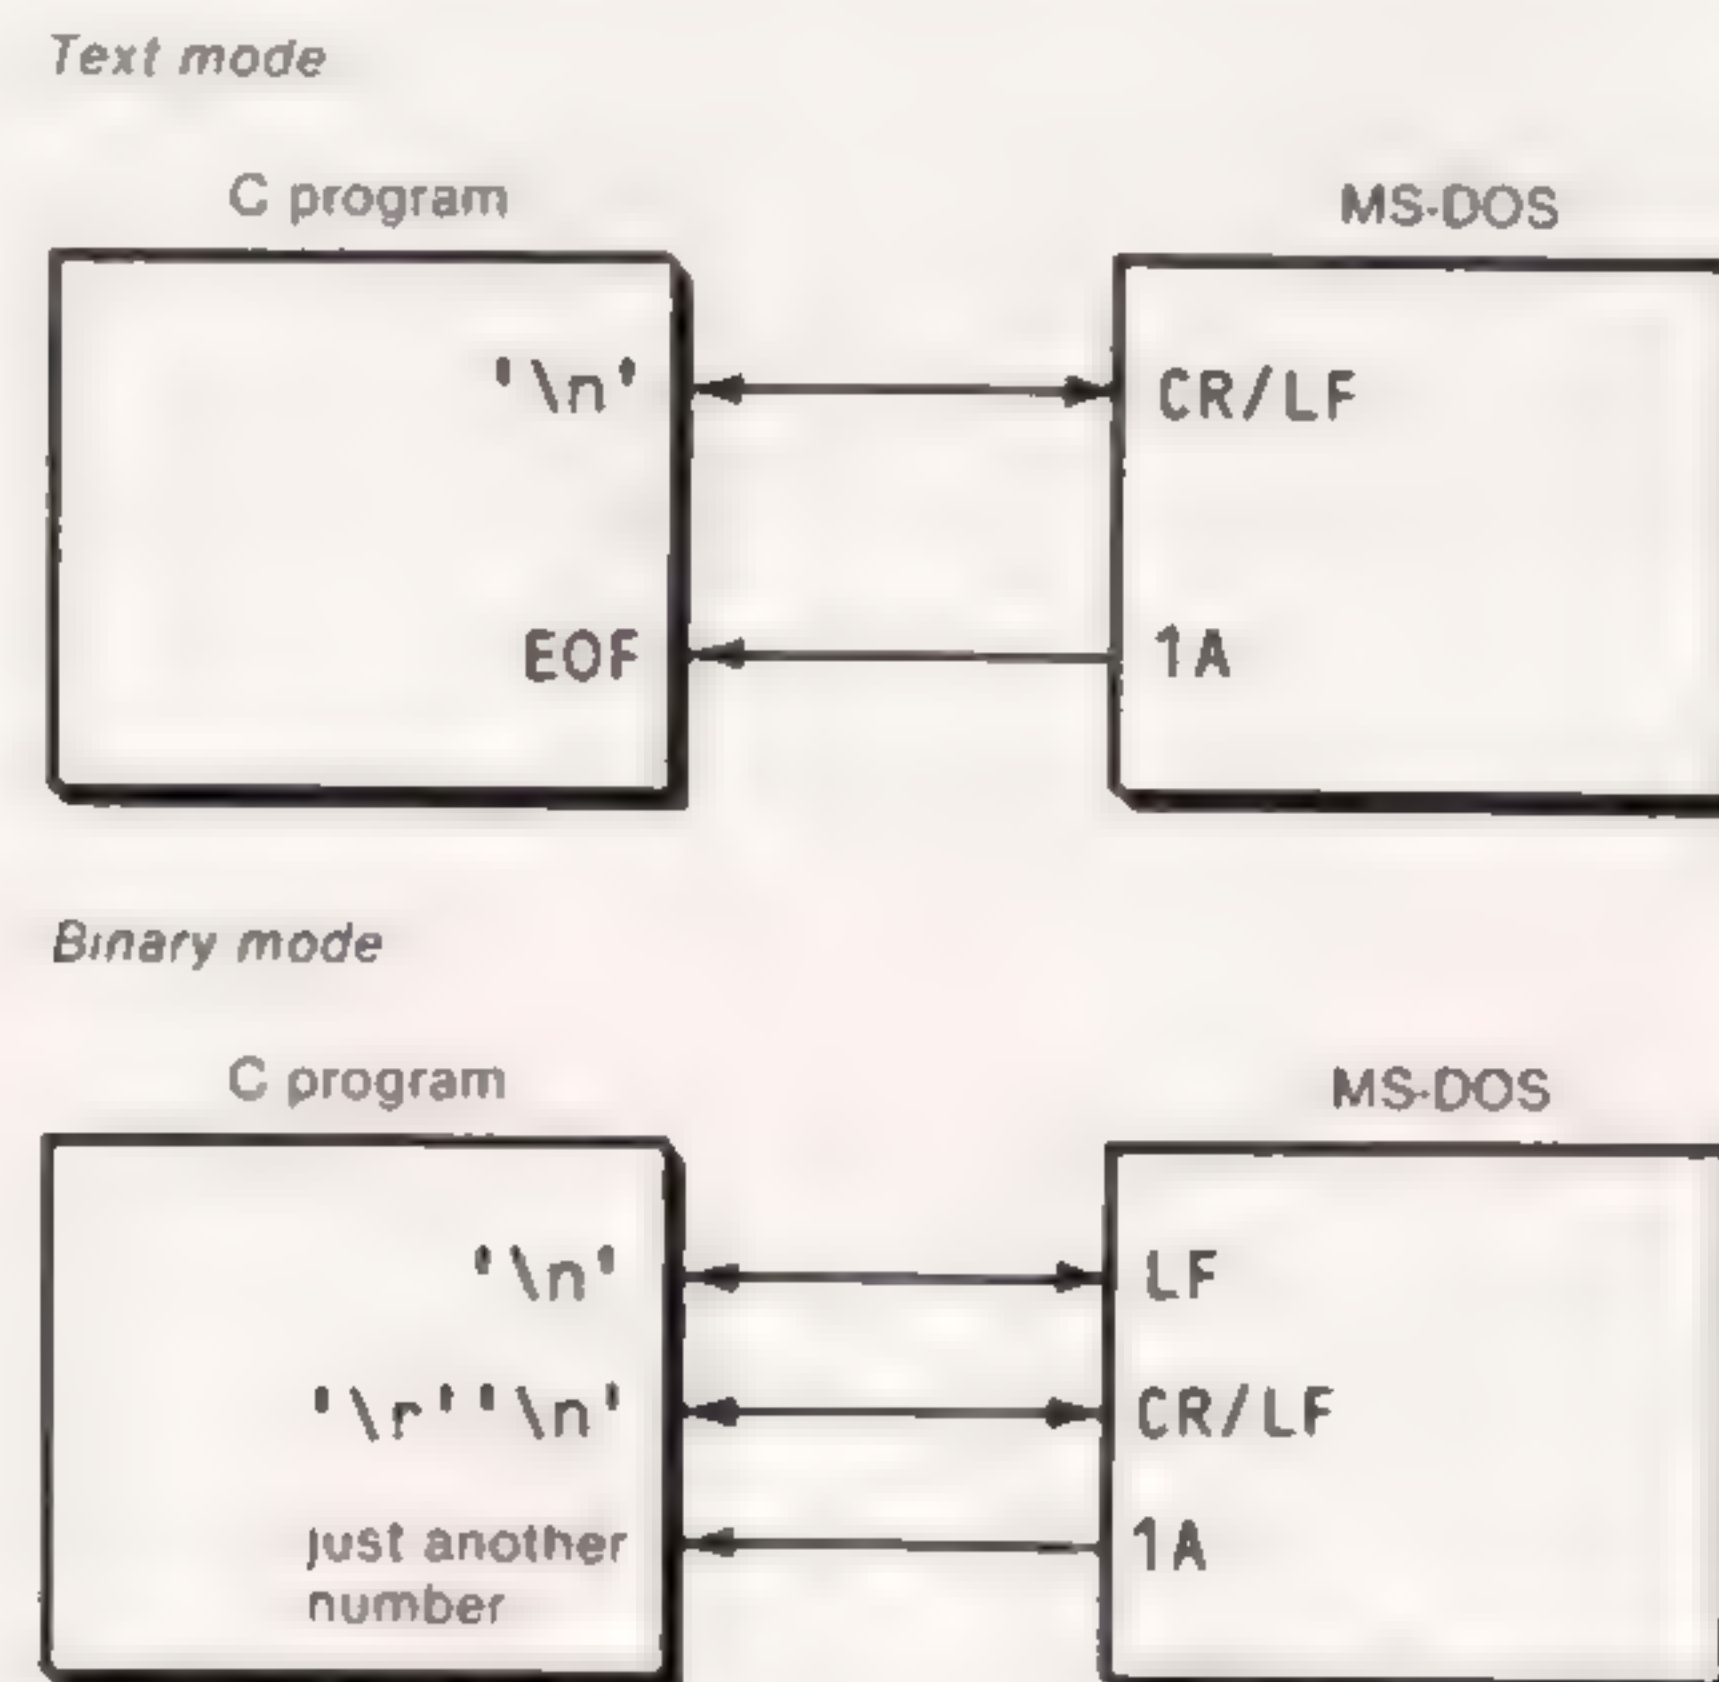 Text mode
C program
MS-DOS
'\n'
CR/LF
EOF
1A
Binary mode
C program
MS-DOS
'\n'
LF
'\r''\n'
CR/LF
just another
number
1A